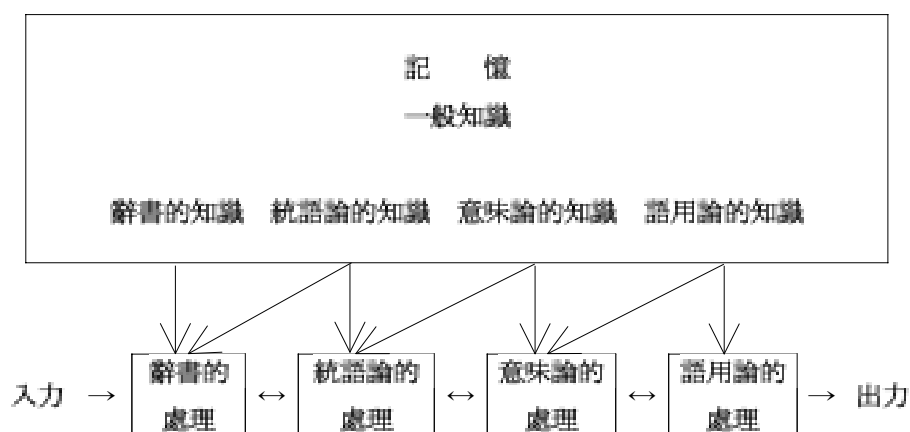 記 憶
一般知識
辭書的知識 統語論的知識 意味論的知識 語用論的知識
辭書的 統語論的 意味論的 語用論的
入力 → ↔ ↔ ↔ → 出力
處理 處理 處理 處理